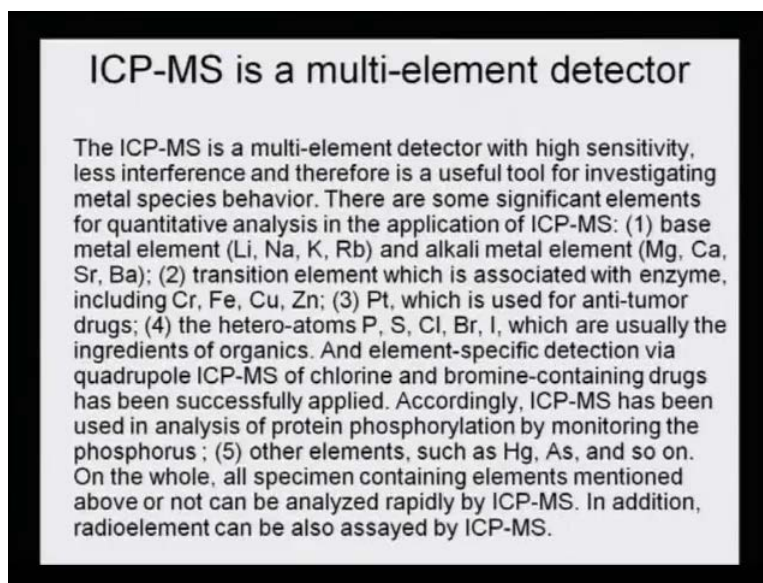 ICP-MS is a multi-element detector
The ICP-MS is a multi-element detector with high sensitivity,
less interference and therefore is a useful tool for investigating
metal species behavior. There are some significant elements
for quantitative analysis in the application of ICP-MS: (1) base
metal element (Li, Na, K, Rb) and alkali metal element (Mg, Ca,
Sr, Ba); (2) transition element which is associated with enzyme,
including Cr, Fe, Cu, Zn; (3) Pt, which is used for anti-tumor
drugs; (4) the hetero-atoms P, S, Cl, Br, I, which are usually the
ingredients of organics. And element-specific detection via
quadrupole ICP-MS of chlorine and bromine-containing drugs
has been successfully applied. Accordingly, ICP-MS has been
used in analysis of protein phosphorylation by monitoring the
phosphorus ; (5) other elements, such as Hg, As, and so on.
On the whole, all specimen containing elements mentioned
above or not can be analyzed rapidly by ICP-MS. In addition,
radioelement can be also assayed by ICP-MS.